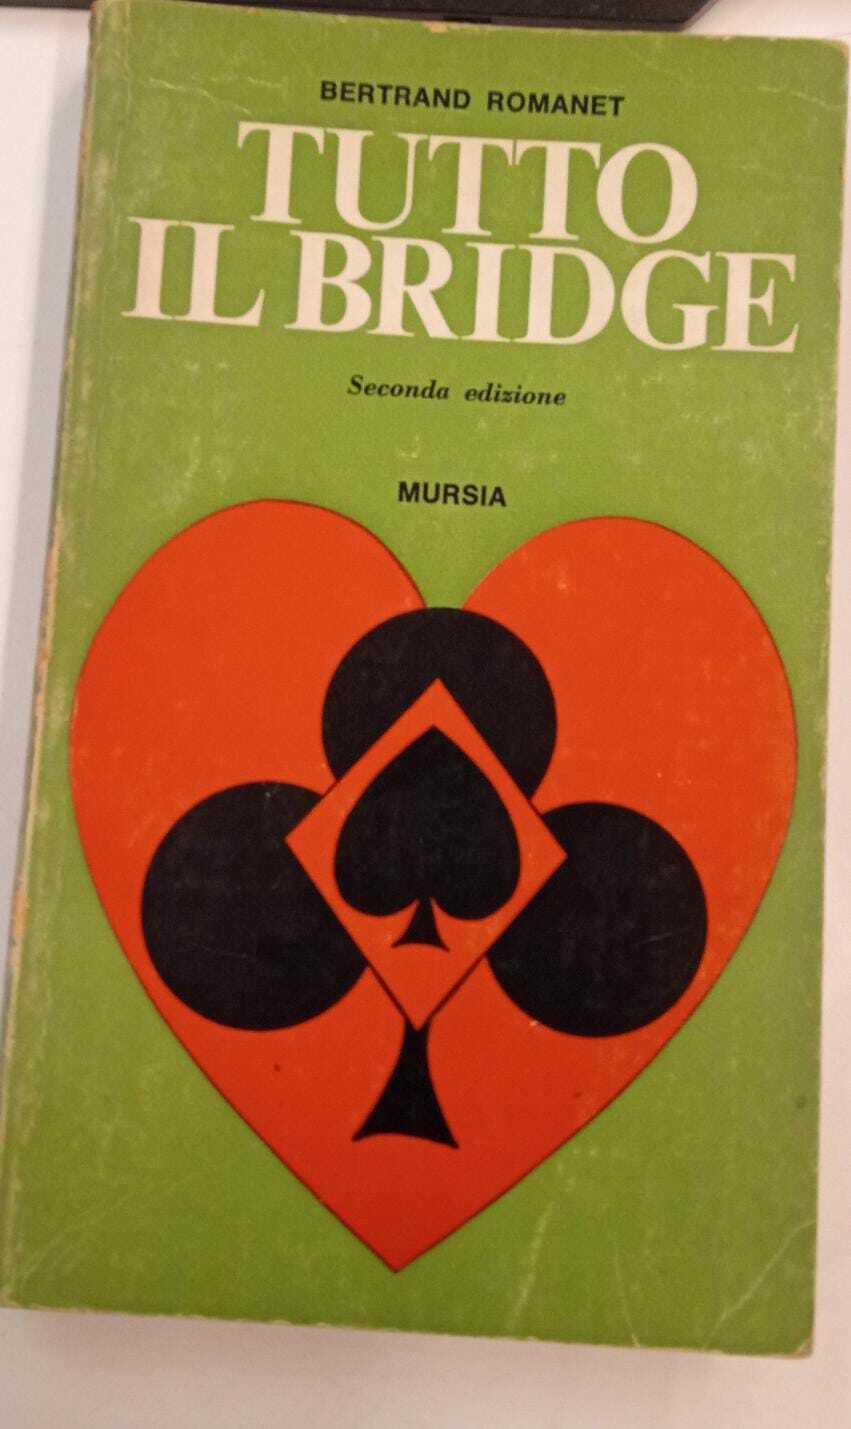 BERTRAND ROMANET
TUTTO
IL BRIDGE
Seconda edizione
MURSIA